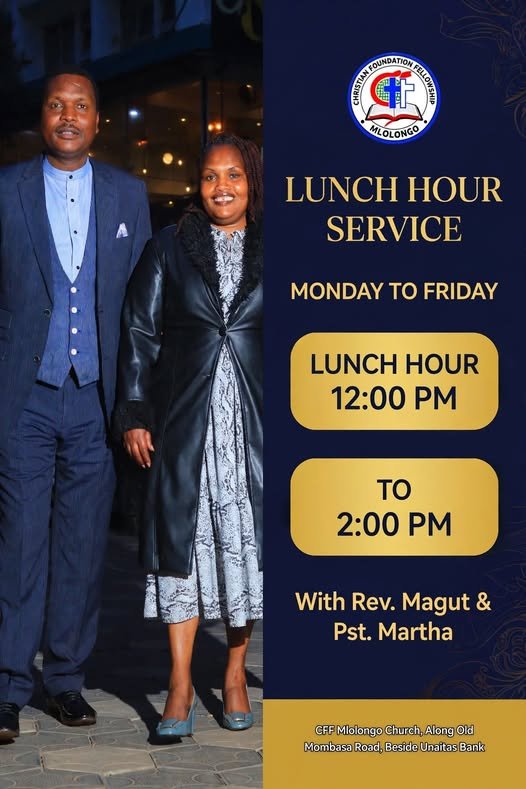 CHRISTIAN FOUNDATION FELLOWSHIP
MLOLONGO
LUNCH HOUR
SERVICE
MONDAY TO FRIDAY
LUNCH HOUR
12:00 PM
TO
2:00 PM
With Rev. Magut &
Pst. Martha
CFF Mlolongo Church, Along Old
Mombasa Road, Beside Unaitas Bank